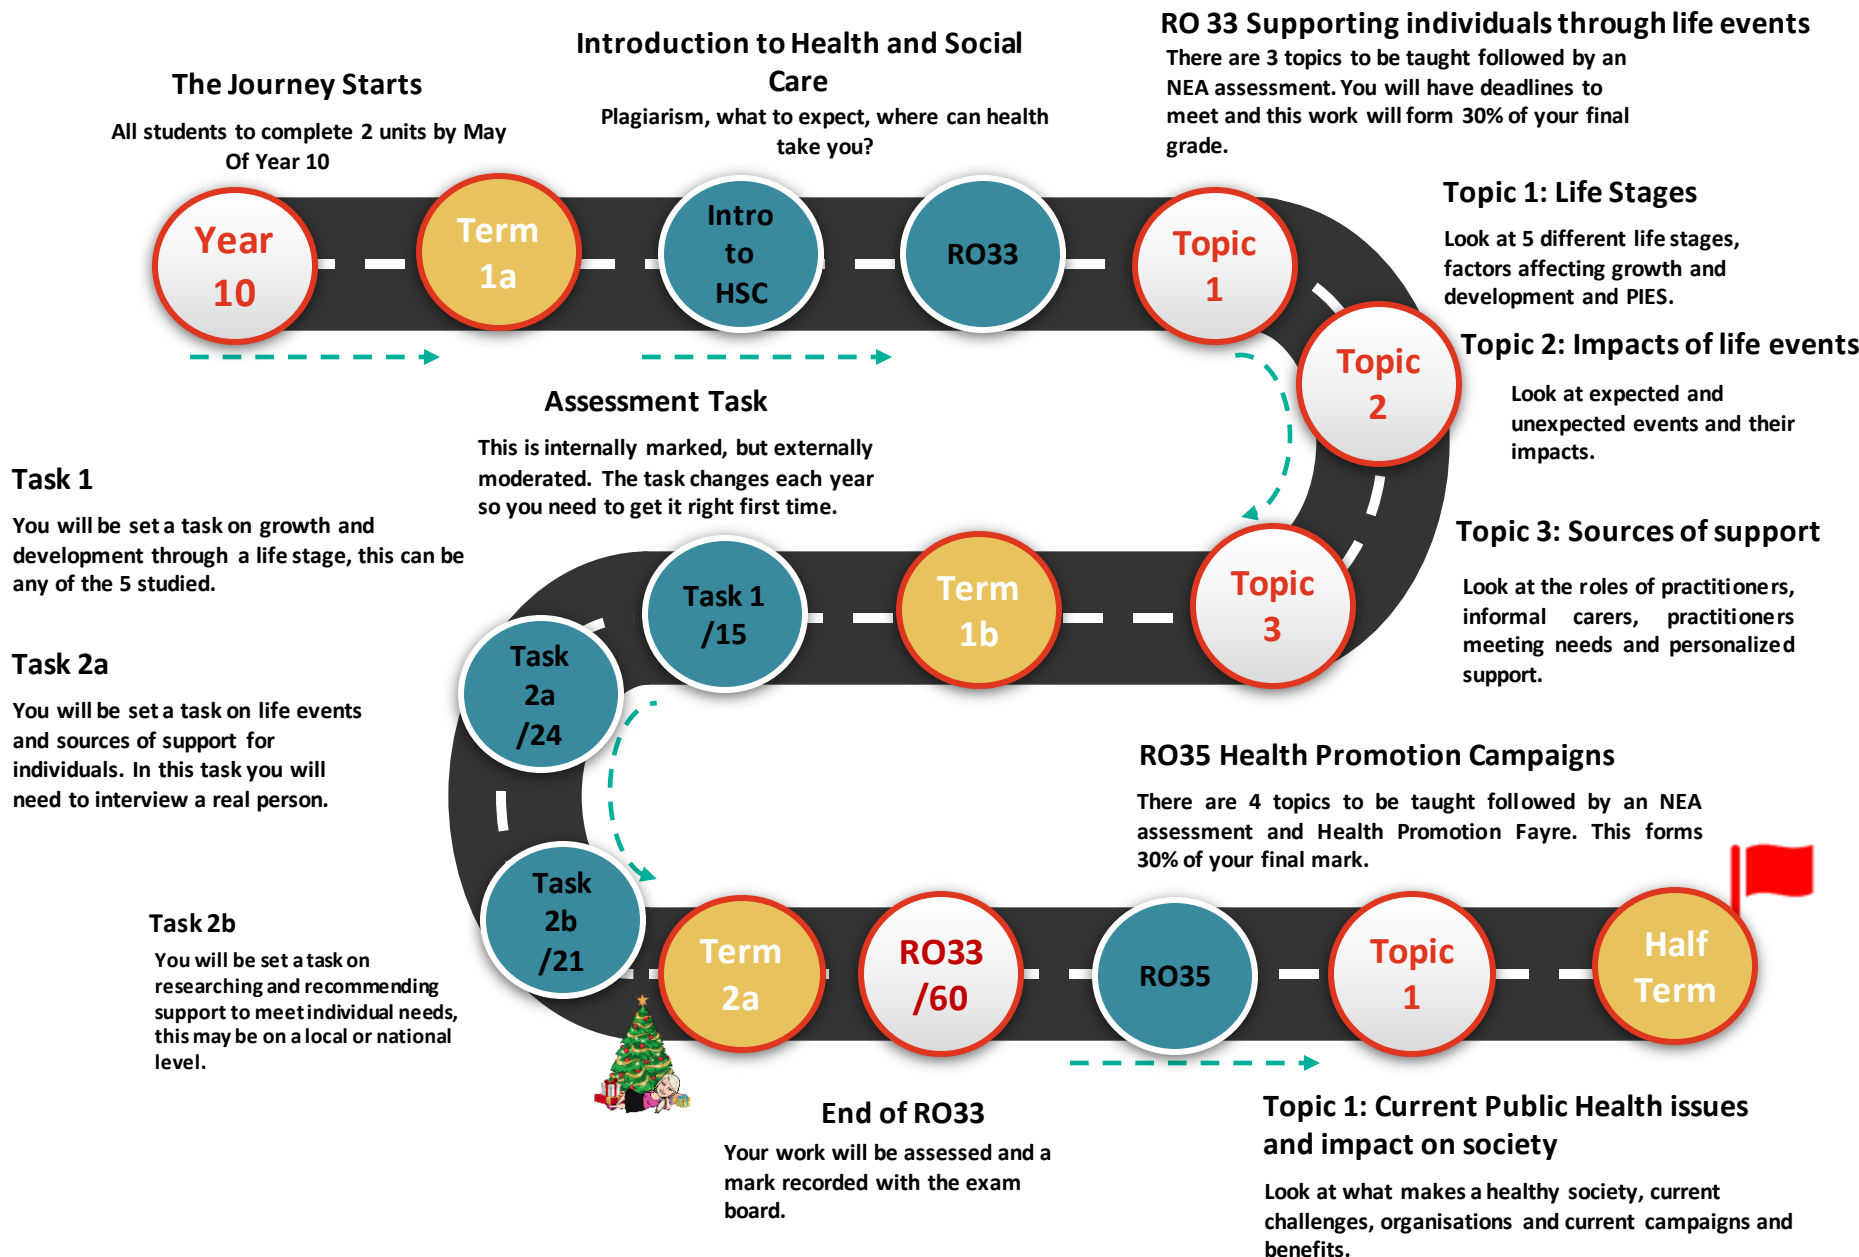 The Journey Starts
All students to complete 2 units by May
Of Year 10
Introduction to Health and Social
Care
Plagiarism, what to expect, where can health
take you?
RO 33 Supporting individuals through life events
There are 3 topics to be taught followed by an
NEA assessment. You will have deadlines to
meet and this work will form 30% of your final
grade.
Year
10
Term
1a
Intro
to
HSC
RO33
Topic
1
Topic 1: Life Stages
Look at 5 different life stages,
factors affecting growth and
development and PIES.
Topic
2
Topic 2: Impacts of life events
Look at expected and
unexpected events and their
impacts.
Topic 3: Sources of support
Look at the roles of practitioners,
informal carers, practitioners
meeting needs and personalized
support.
Topic
3
Term
1b
Assessment Task
This is internally marked, but externally
moderated. The task changes each year
so you need to get it right first time.
Task 1
/15
Task 1
You will be set a task on growth and
development through a life stage, this can be
any of the 5 studied.
Task
2a
/24
Task 2a
You will be set a task on life events
and sources of support for
individuals. In this task you will
need to interview a real person.
Task
2b
/21
Task 2b
You will be set a task on
researching and recommending
support to meet individual needs,
this may be on a local or national
level.
RO35 Health Promotion Campaigns
There are 4 topics to be taught followed by an NEA
assessment and Health Promotion Fayre. This forms
30% of your final mark.
Term
2a
RO33
/60
RO35
Topic
1
Half
Term
End of RO33
Your work will be assessed and a
mark recorded with the exam
board.
Topic 1: Current Public Health issues
and impact on society
Look at what makes a healthy society, current
challenges, organisations and current campaigns and
benefits.